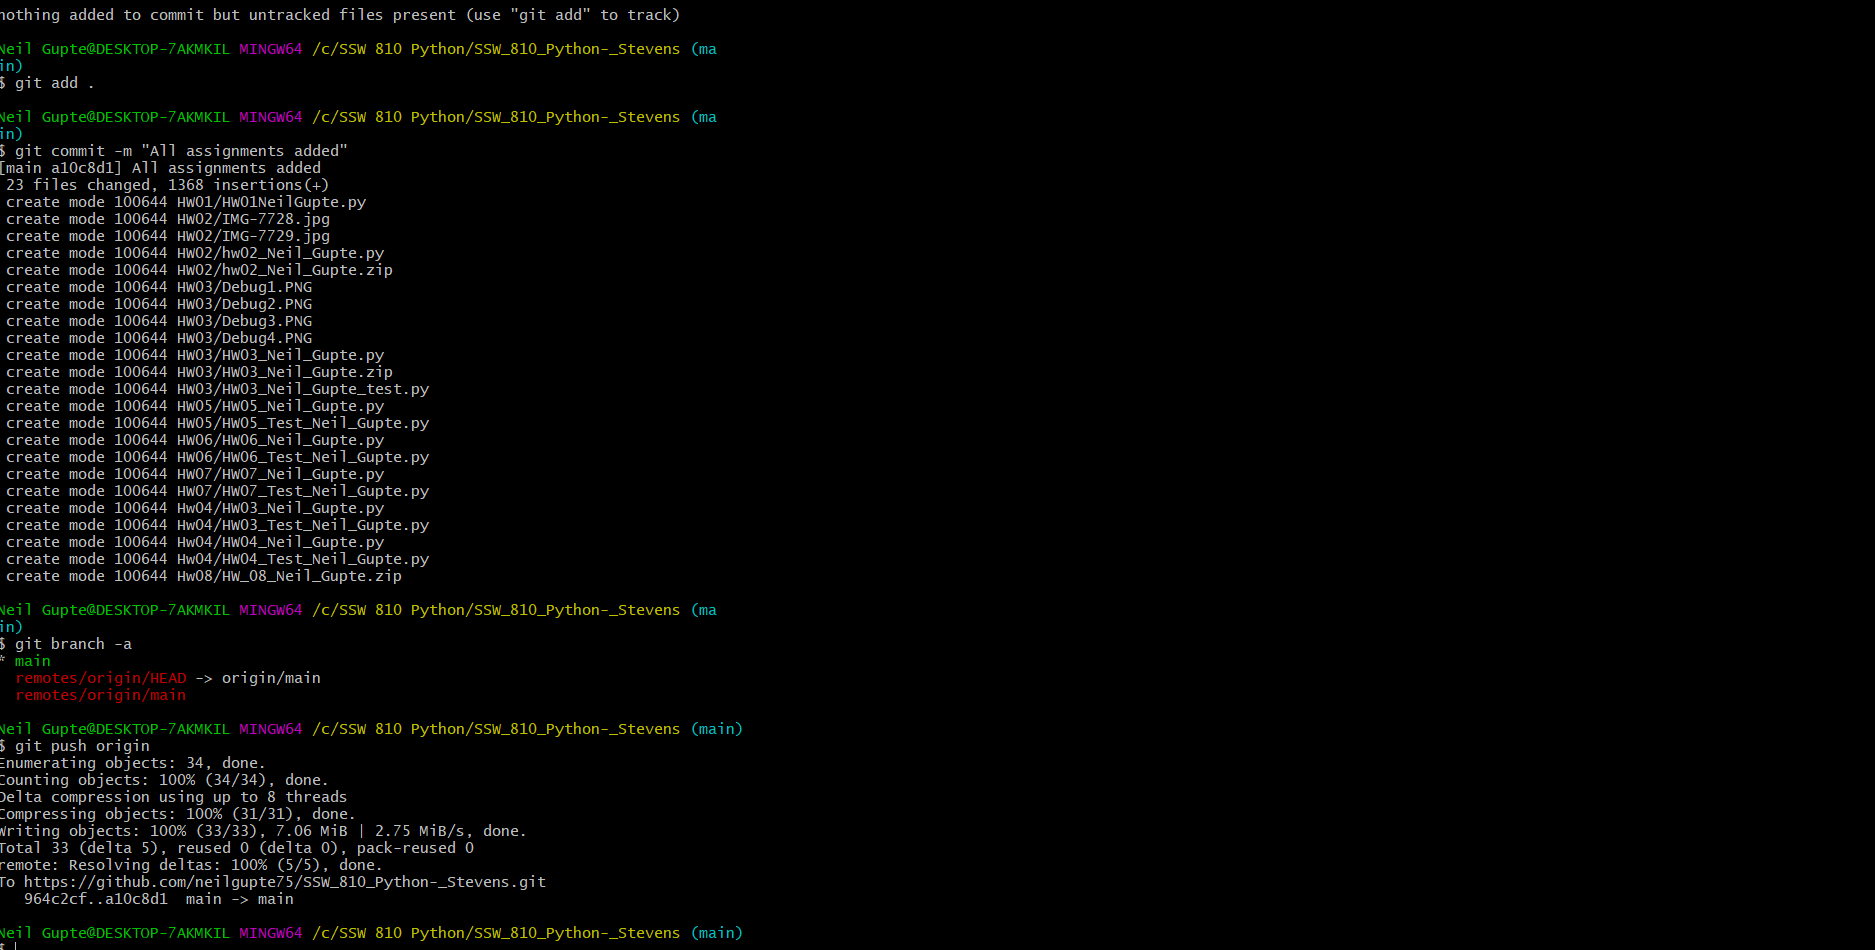 nothing added to commit but untracked files present (use "git add" to track)
Neil Gupte@DESKTOP-7AKMKIL MINGW64 /c/SSW 810 Python/SSW_810_Python-_Stevens (ma
in)
$ git add .
Neil Gupte@DESKTOP-7AKMKIL MINGW64 /c/SSW 810 Python/SSW_810_Python-_Stevens (ma
in)
$ git commit -m "All assignments added"
[main a10c8d1] All assignments added
 23 files changed, 1368 insertions(+)
 create mode 100644 HW01/HW01NeilGupte.py
 create mode 100644 HW02/IMG-7728.jpg
 create mode 100644 HW02/IMG-7729.jpg
 create mode 100644 HW02/hw02_Neil_Gupte.py
 create mode 100644 HW02/hw02_Neil_Gupte.zip
 create mode 100644 HW03/Debug1.PNG
 create mode 100644 HW03/Debug2.PNG
 create mode 100644 HW03/Debug3.PNG
 create mode 100644 HW03/Debug4.PNG
 create mode 100644 HW03/HW03_Neil_Gupte.py
 create mode 100644 HW03/HW03_Neil_Gupte.zip
 create mode 100644 HW03/HW03_Neil_Gupte_test.py
 create mode 100644 HW05/HW05_Neil_Gupte.py
 create mode 100644 HW05/HW05_Test_Neil_Gupte.py
 create mode 100644 HW06/HW06_Neil_Gupte.py
 create mode 100644 HW06/HW06_Test_Neil_Gupte.py
 create mode 100644 HW07/HW07_Neil_Gupte.py
 create mode 100644 HW07/HW07_Test_Neil_Gupte.py
 create mode 100644 Hw04/HW03_Neil_Gupte.py
 create mode 100644 Hw04/HW03_Test_Neil_Gupte.py
 create mode 100644 Hw04/HW04_Neil_Gupte.py
 create mode 100644 Hw04/HW04_Test_Neil_Gupte.py
 create mode 100644 Hw08/HW_08_Neil_Gupte.zip
Neil Gupte@DESKTOP-7AKMKIL MINGW64 /c/SSW 810 Python/SSW_810_Python-_Stevens (ma
in)
$ git branch -a
* main
  remotes/origin/HEAD -> origin/main
  remotes/origin/main
Neil Gupte@DESKTOP-7AKMKIL MINGW64 /c/SSW 810 Python/SSW_810_Python-_Stevens (main)
$ git push origin
Enumerating objects: 34, done.
Counting objects: 100% (34/34), done.
Delta compression using up to 8 threads
Compressing objects: 100% (31/31), done.
Writing objects: 100% (33/33), 7.06 MiB | 2.75 MiB/s, done.
Total 33 (delta 5), reused 0 (delta 0), pack-reused 0
remote: Resolving deltas: 100% (5/5), done.
To https://github.com/neilgupte75/SSW_810_Python-_Stevens.git
   964c2cf..a10c8d1  main -> main
Neil Gupte@DESKTOP-7AKMKIL MINGW64 /c/SSW 810 Python/SSW_810_Python-_Stevens (main)
$